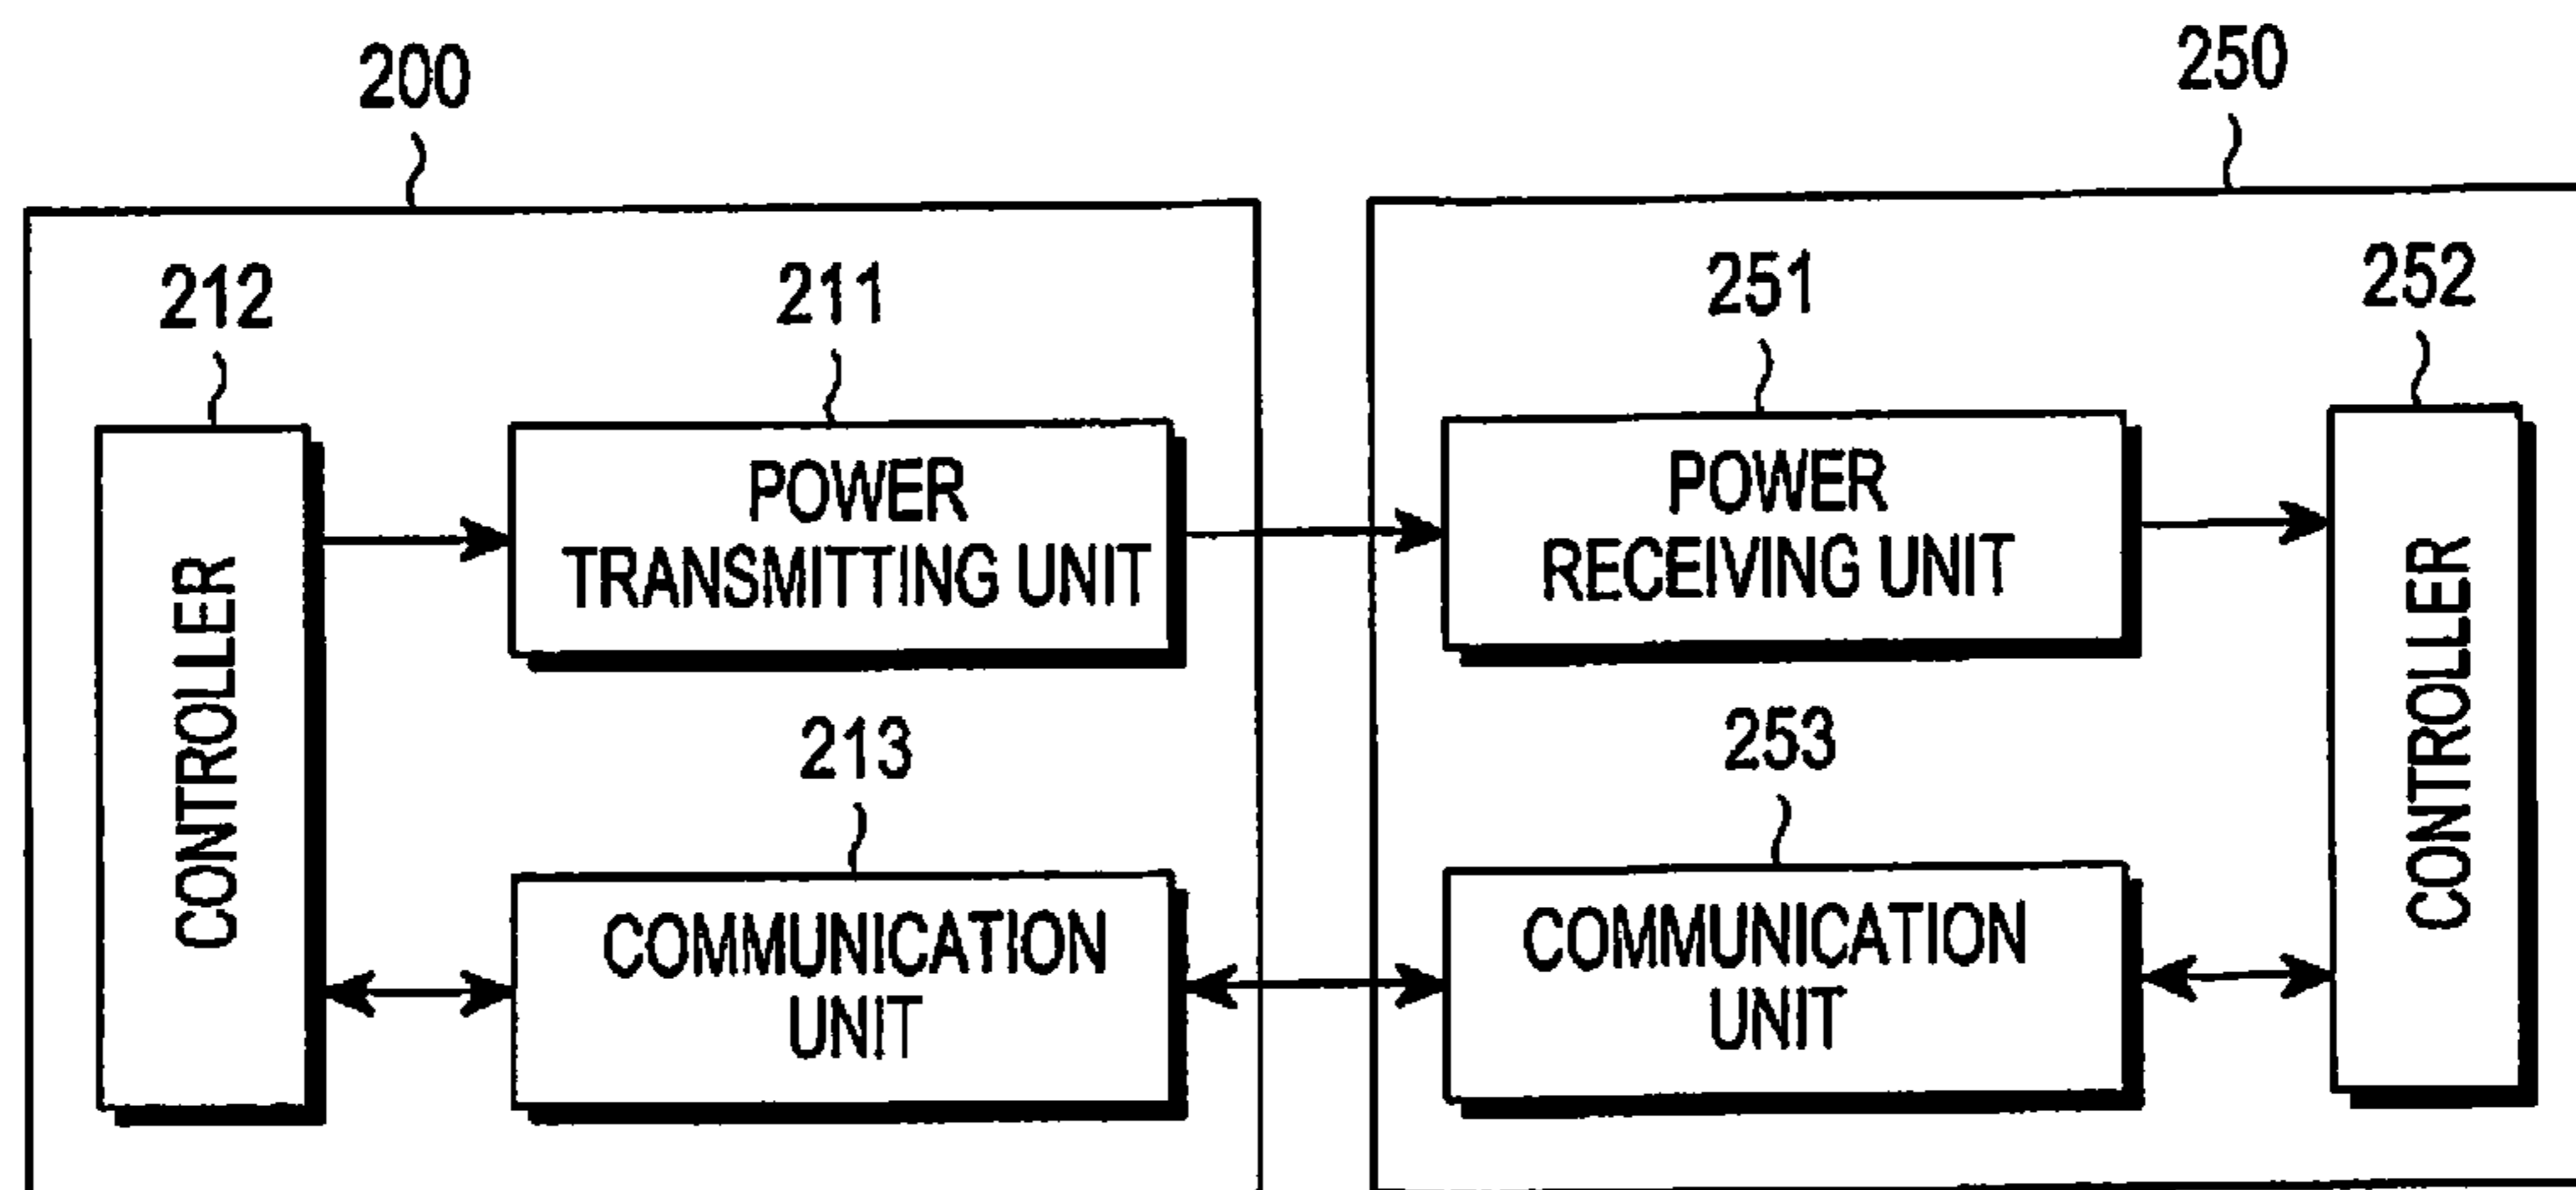 200
250
212
211
251
252
CONTROLLER
POWER
TRANSMITTING UNIT
POWER
RECEIVING UNIT
CONTROLLER
213
253
COMMUNICATION
UNIT
COMMUNICATION
UNIT